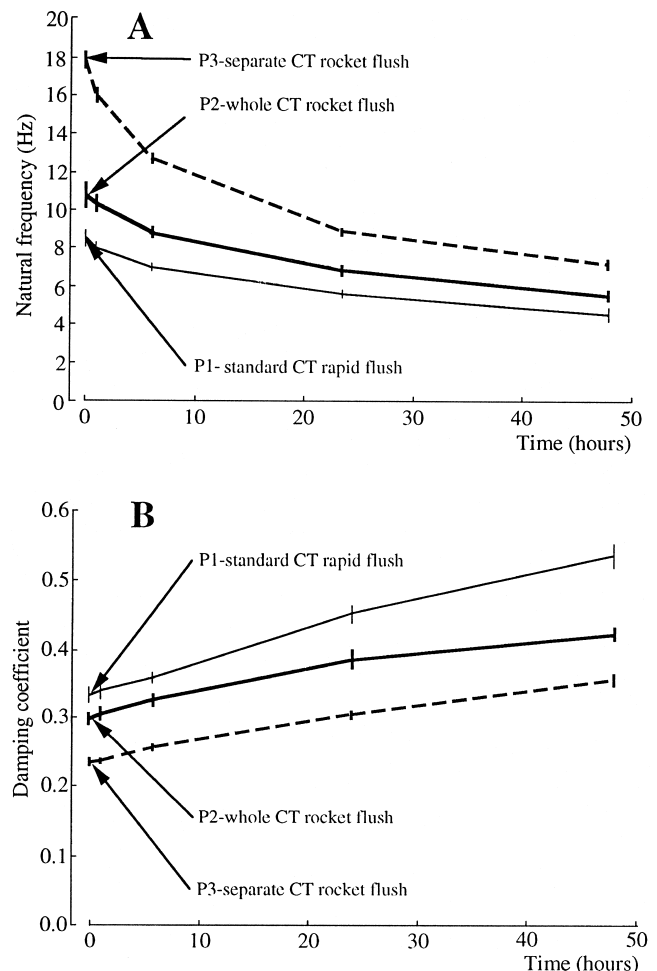 A
20
18
16
14
12
10
8
6
4
2
0
Natural frequency (Hz)
P3-separate CT rocket flush
P2-whole CT rocket flush
P1- standard CT rapid flush
0 10 20 30 40 50
Time (hours)
B
0.6
0.5
0.4
0.3
0.2
0.1
0.0
Damping coefficient
P1-standard CT rapid flush
P2-whole CT rocket flush
P3-separate CT rocket flush
0 10 20 30 40 50
Time (hours)